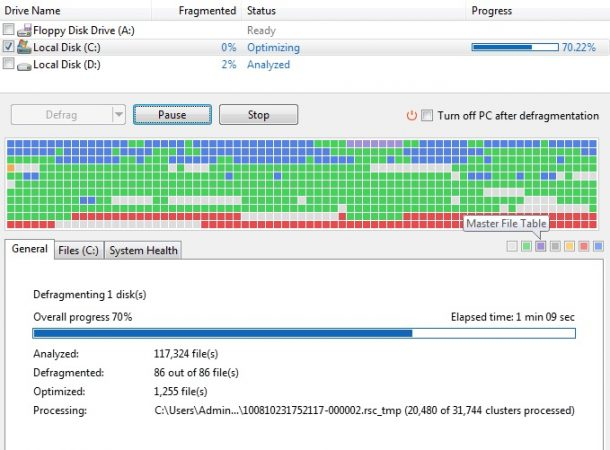 Drive Name Fragmented Status Progress
Floppy Disk Drive (A:) Ready
Local Disk (C:) 0% Optimizing 70.22%
Local Disk (D:) 2% Analyzed
Defrag Pause Stop Turn off PC after defragmentation
Master File Table
General Files (C:) System Health
Defragmenting 1 disk(s)
Overall progress 70% Elapsed time: 1 min 09 sec
Analyzed: 117,324 file(s)
Defragmented: 86 out of 86 file(s)
Optimized: 1,255 file(s)
Processing: C:\Users\Admin...\100810231752117-000002.rsc_tmp (20,480 of 31,744 clusters processed)